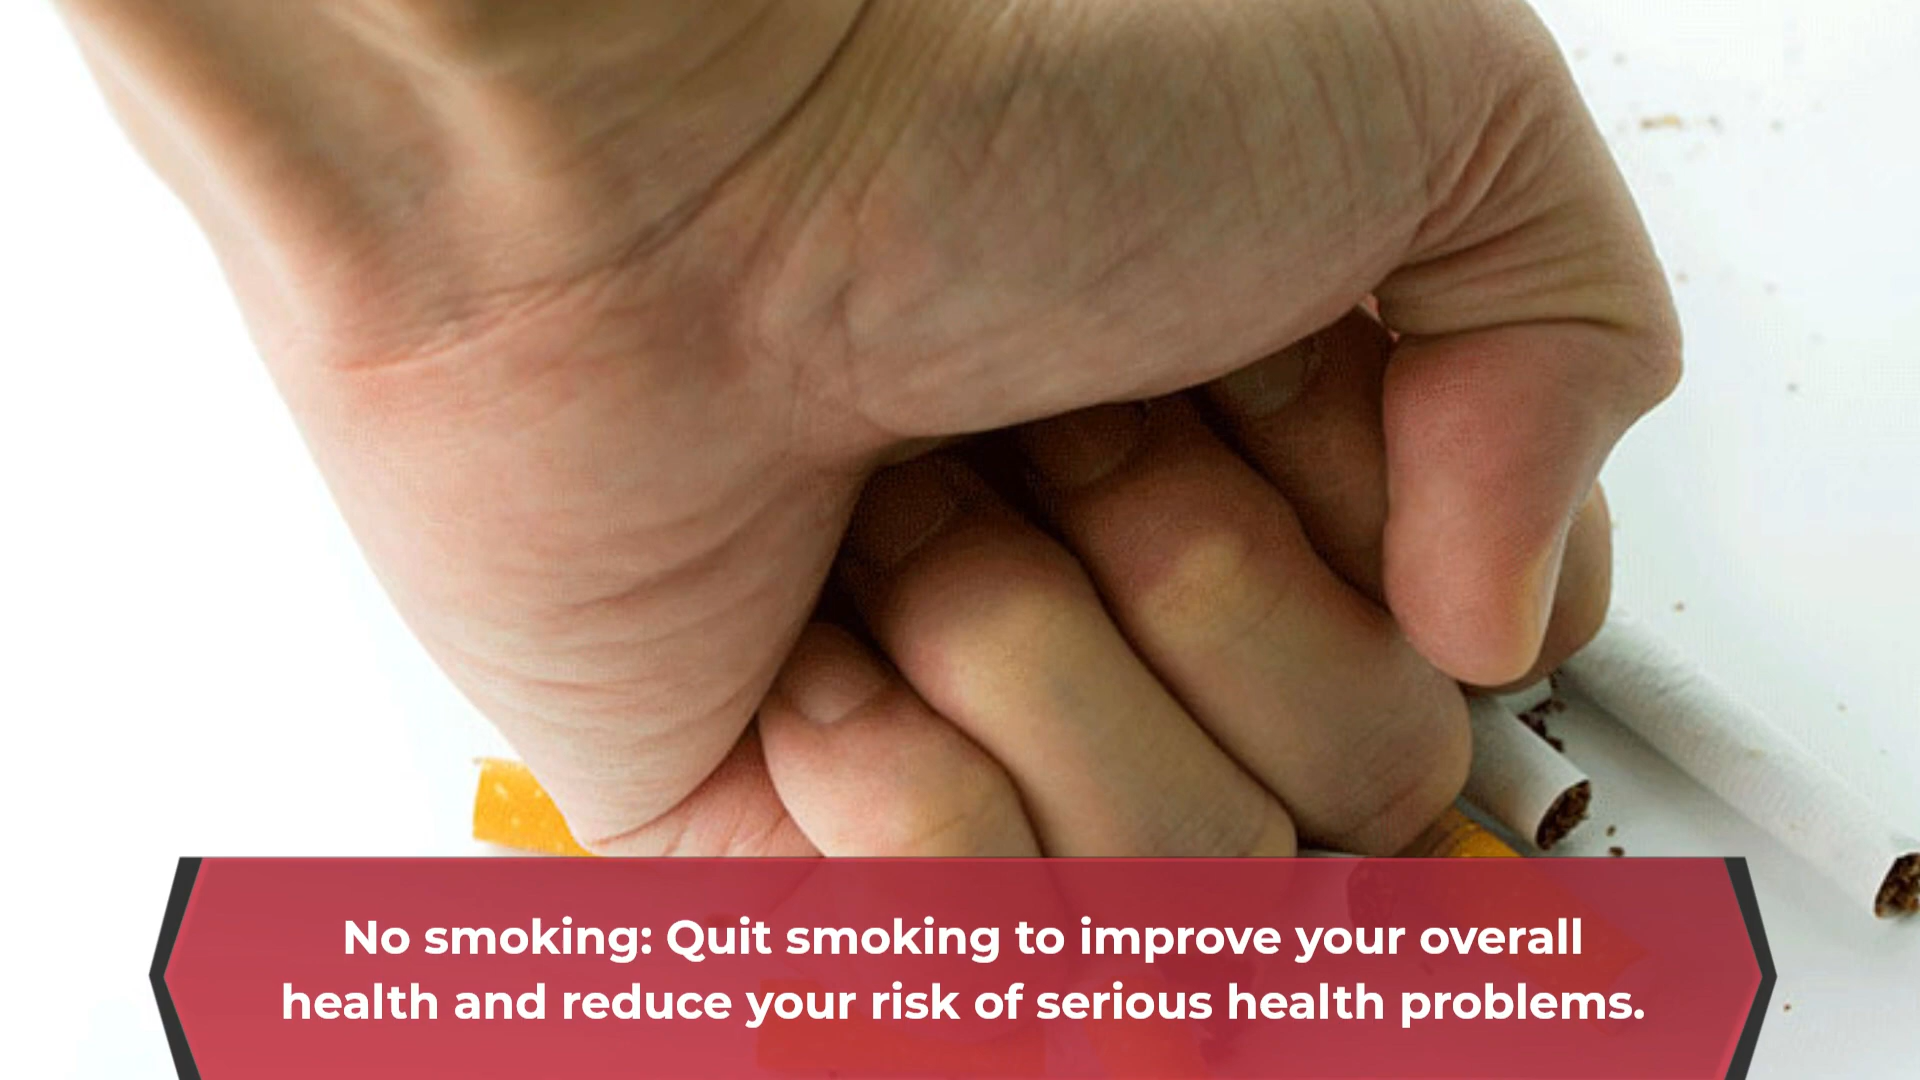 No smoking: Quit smoking to improve your overall
health and reduce your risk of serious health problems.